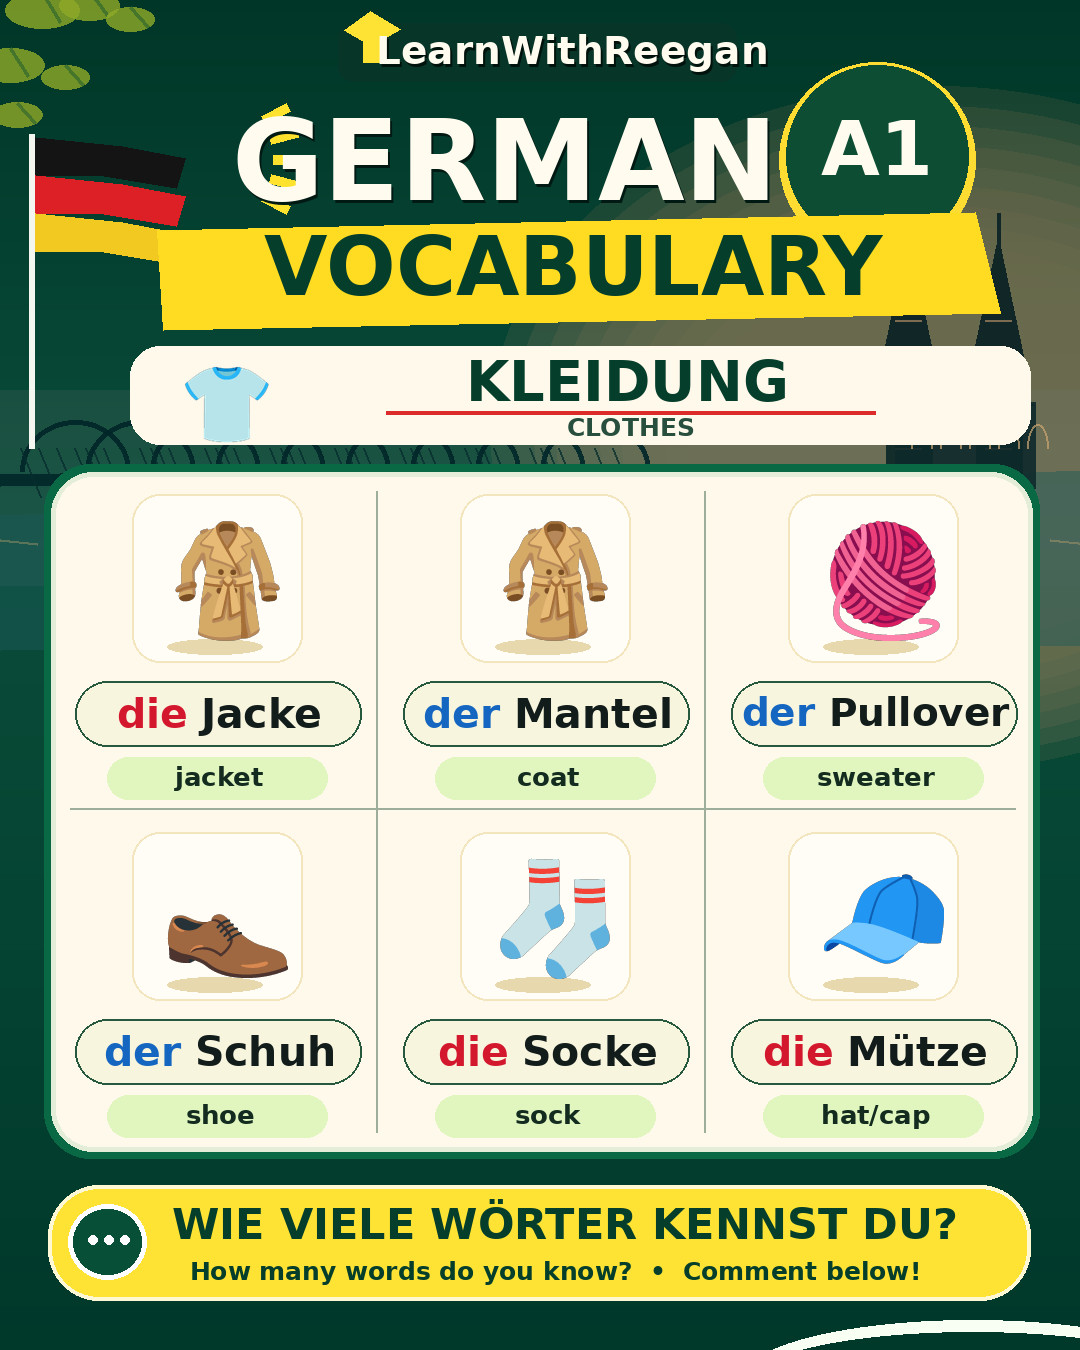 LearnWithReegan
GERMAN
A1
VOCABULARY
KLEIDUNG
CLOTHES
die Jacke
der Mantel
der Pullover
jacket
coat
sweater
der Schuh
die Socke
die Mütze
shoe
sock
hat/cap
WIE VIELE WÖRTER KENNST DU?
How many words do you know? • Comment below!